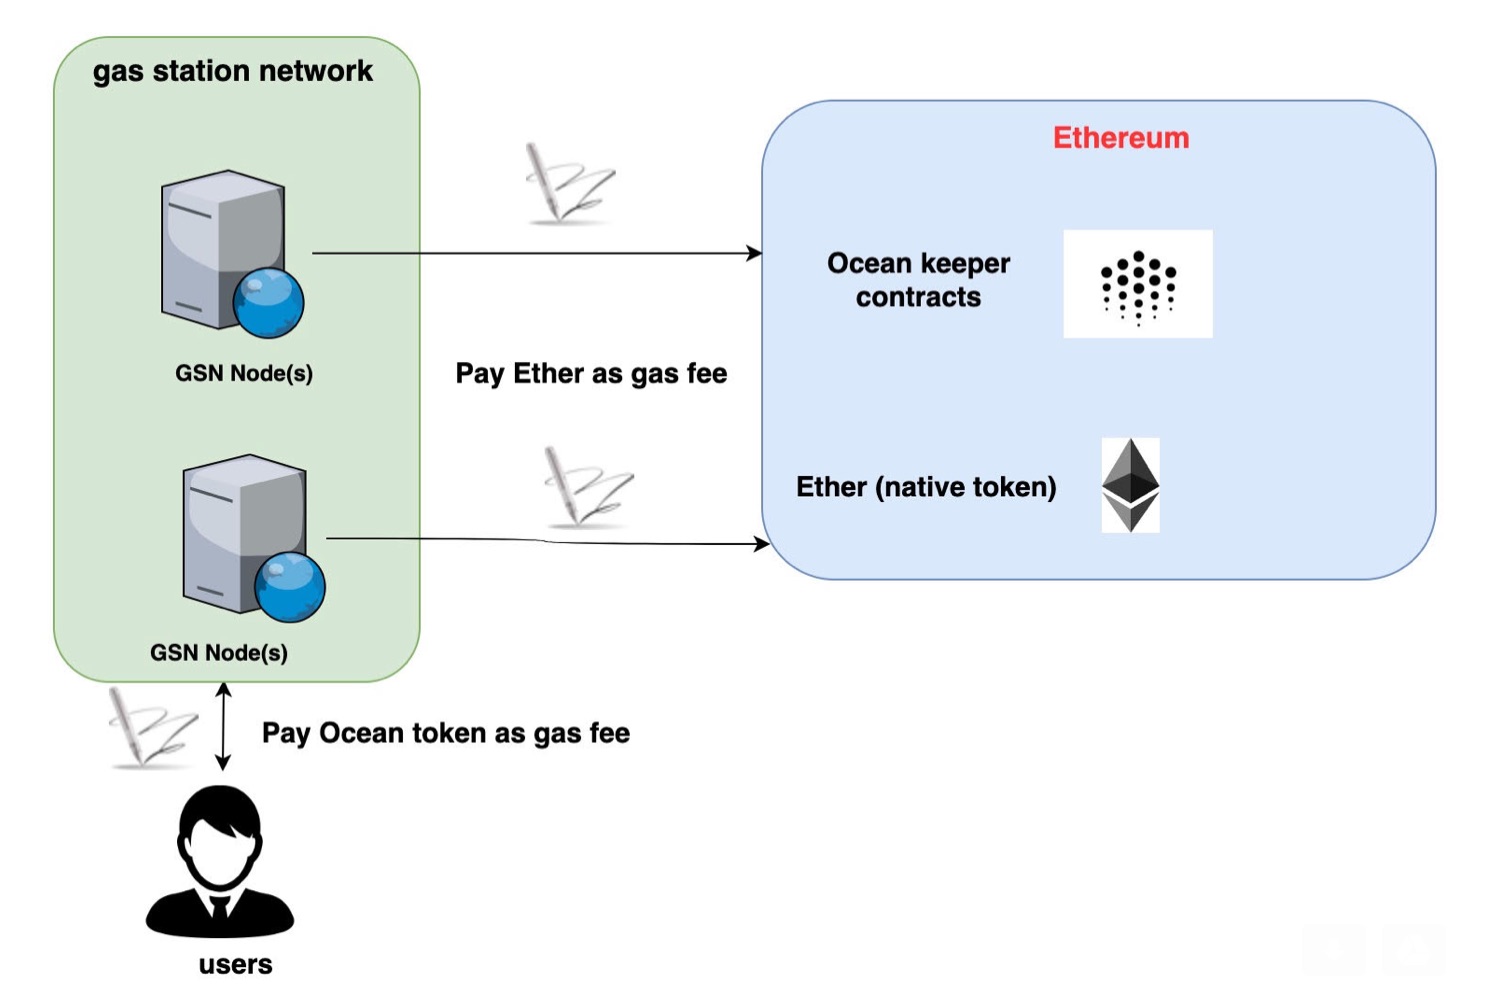 gas station network
Ethereum
Ocean keeper
contracts
GSN Node(s)
Pay Ether as gas fee
Ether (native token)
GSN Node(s)
Pay Ocean token as gas fee
users